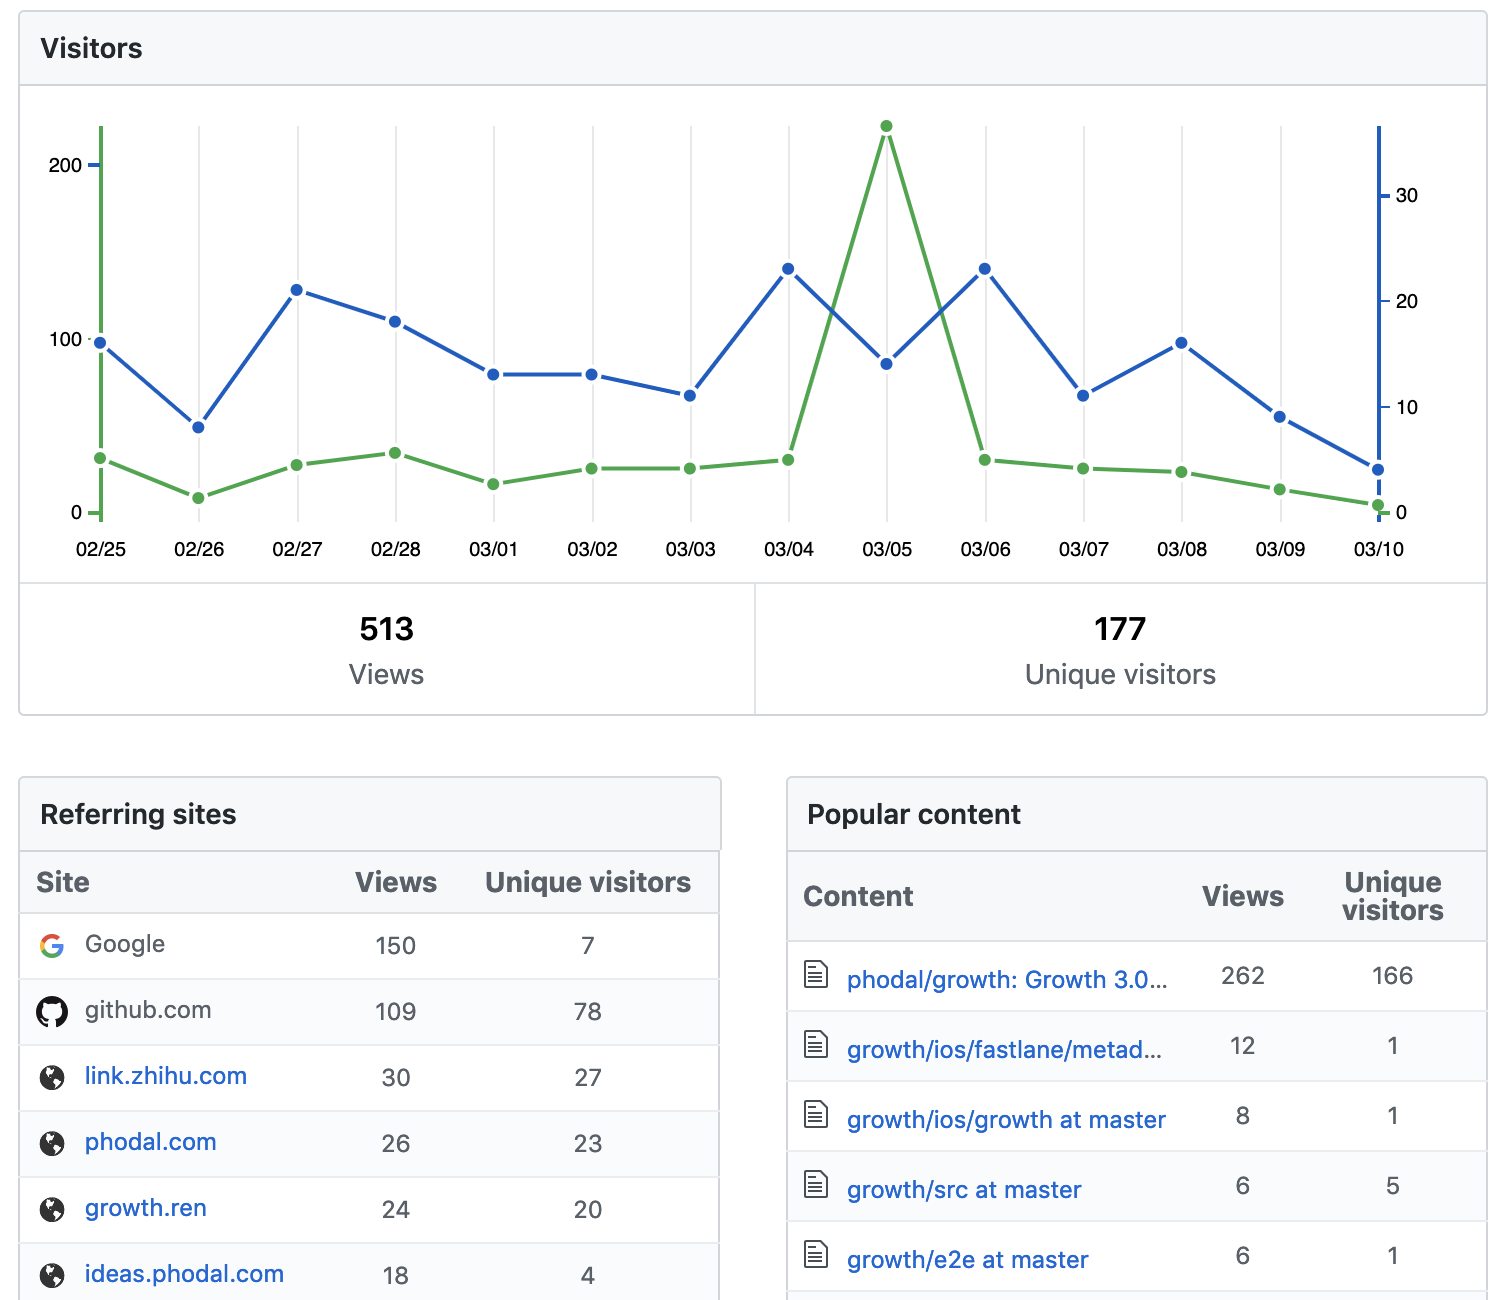 Visitors
200
100
0
30
20
10
0
02/25 02/26 02/27 02/28 03/01 03/02 03/03 03/04 03/05 03/06 03/07 03/08 03/09 03/10
513
Views
177
Unique visitors
Referring sites
Site Views Unique visitors
Google 150 7
github.com 109 78
link.zhihu.com 30 27
phodal.com 26 23
growth.ren 24 20
ideas.phodal.com 18 4
Popular content
Content Views Unique visitors
phodal/growth: Growth 3.0... 262 166
growth/ios/fastlane/metad... 12 1
growth/ios/growth at master 8 1
growth/src at master 6 5
growth/e2e at master 6 1